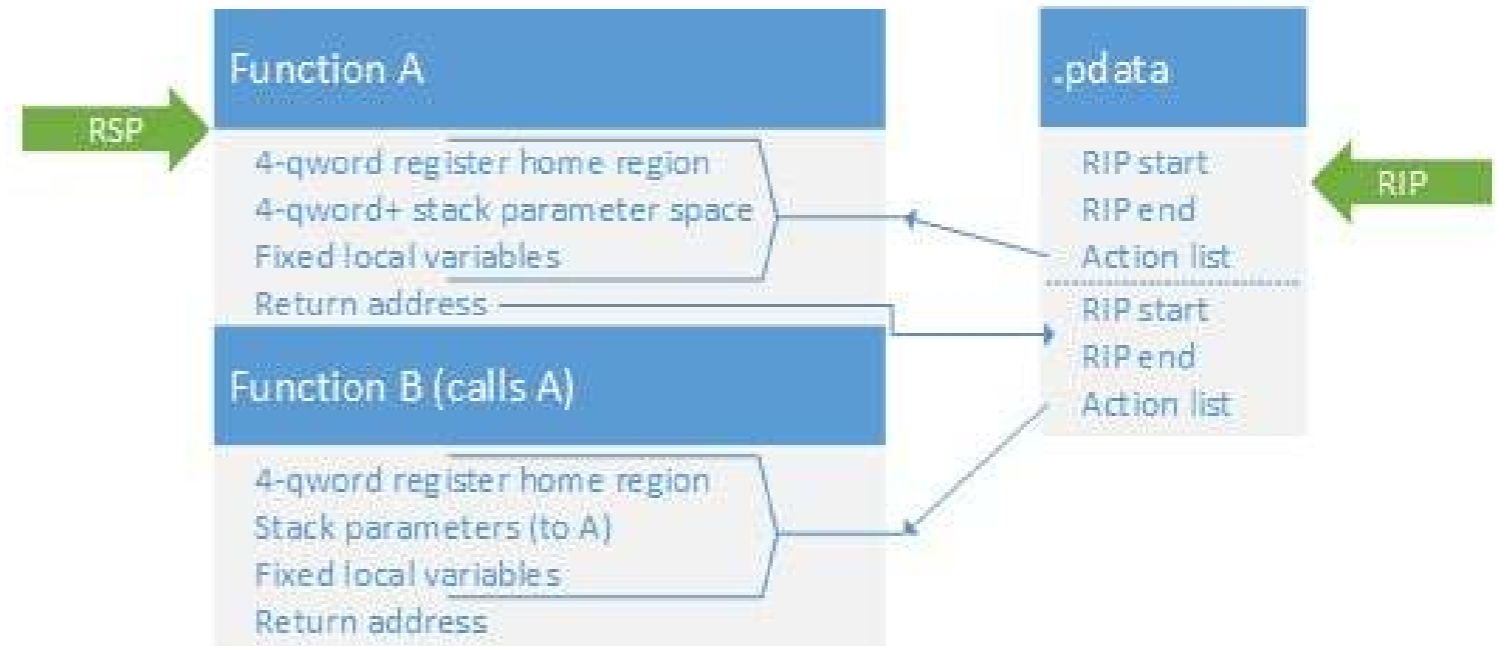 Function A
RSP
4-qword register home region
4-qword+ stack parameter space
Fixed local variables
Return address
Function B (calls A)
4-qword register home region
Stack parameters (to A)
Fixed local variables
Return address
.pdata
RIP start
RIP end
Action list
RIP start
RIP end
Action list
RIP